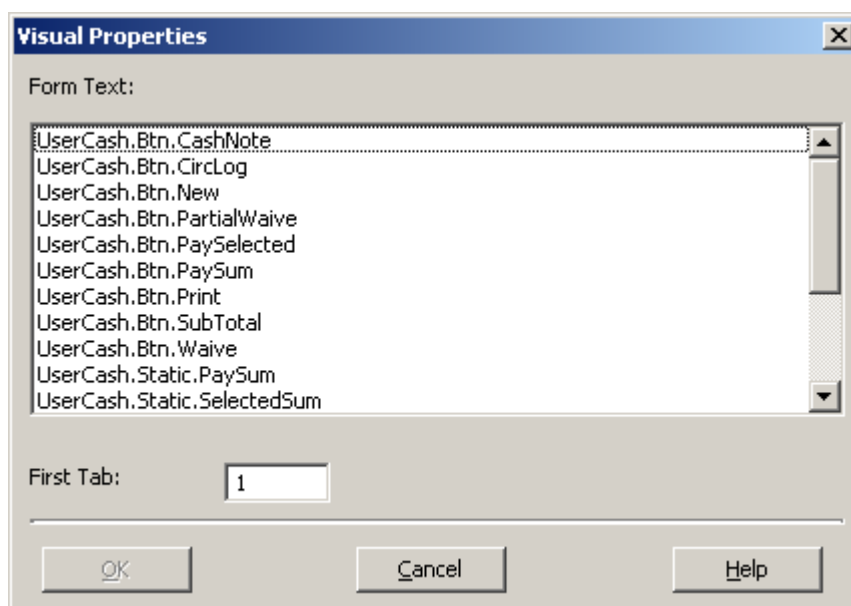 Visual Properties
Form Text:
UserCash.Btn.CashNote
UserCash.Btn.CircLog
UserCash.Btn.New
UserCash.Btn.PartialWaive
UserCash.Btn.PaySelected
UserCash.Btn.PaySum
UserCash.Btn.Print
UserCash.Btn.SubTotal
UserCash.Btn.Waive
UserCash.Static.PaySum
UserCash.Static.SelectedSum
First Tab: 1
OK Cancel Help